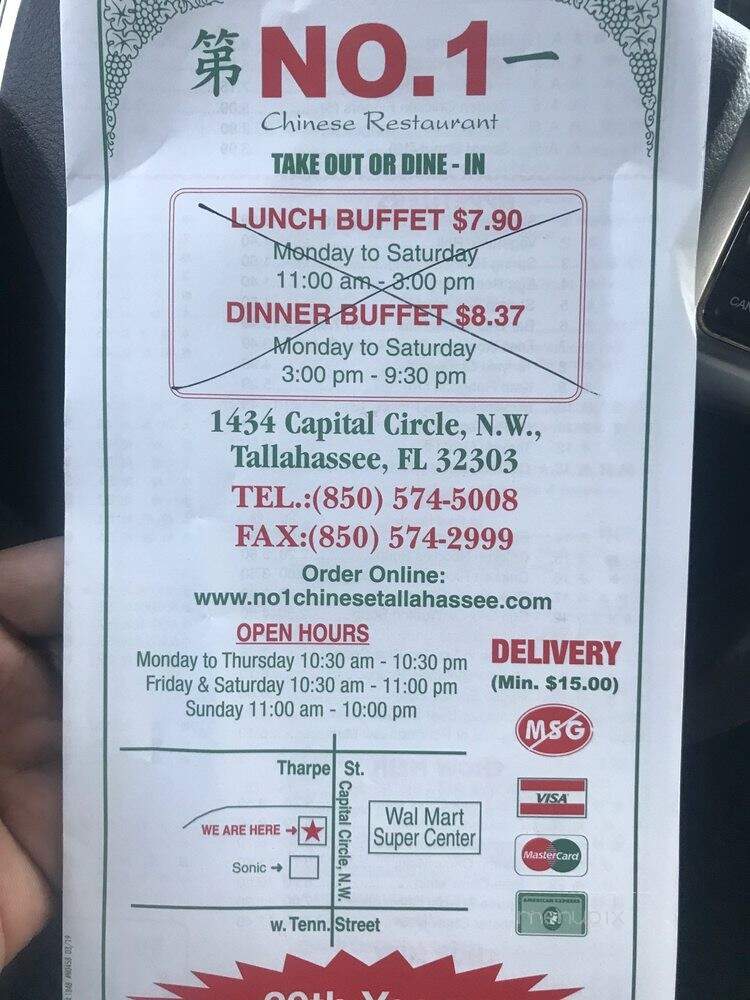 第 NO.1 一
Chinese Restaurant
TAKE OUT OR DINE - IN
LUNCH BUFFET $7.90
Monday to Saturday
11:00 am - 3:00 pm
DINNER BUFFET $8.37
Monday to Saturday
3:00 pm - 9:30 pm
1434 Capital Circle, N.W.,
Tallahassee, FL 32303
TEL.:(850) 574-5008
FAX:(850) 574-2999
Order Online:
www.no1chinesetallahassee.com
OPEN HOURS
Monday to Thursday 10:30 am - 10:30 pm
Friday & Saturday 10:30 am - 11:00 pm
Sunday 11:00 am - 10:00 pm
DELIVERY
(Min. $15.00)
MSG
VISA
MasterCard
AMERICAN EXPRESS
Tharpe St.
Capital Circle, N.W.
WE ARE HERE
Sonic
Wal Mart
Super Center
w. Tenn. Street
menupix